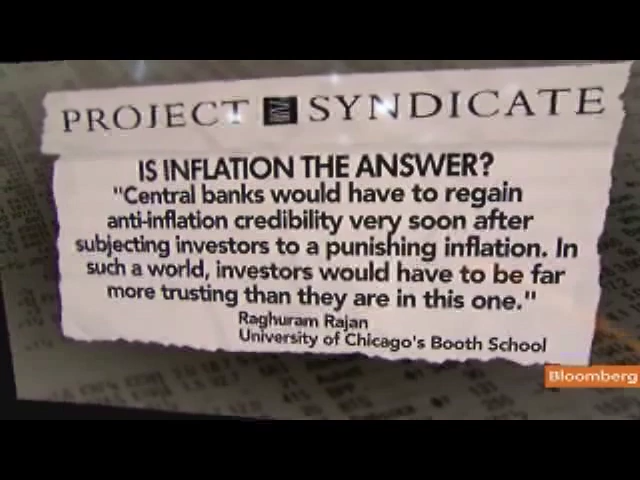 PROJECT SYNDICATE
IS INFLATION THE ANSWER?
"Central banks would have to regain
anti-inflation credibility very soon after
subjecting investors to a punishing inflation. In
such a world, investors would have to be far
more trusting than they are in this one."
Raghuram Rajan
University of Chicago's Booth School
Bloomberg